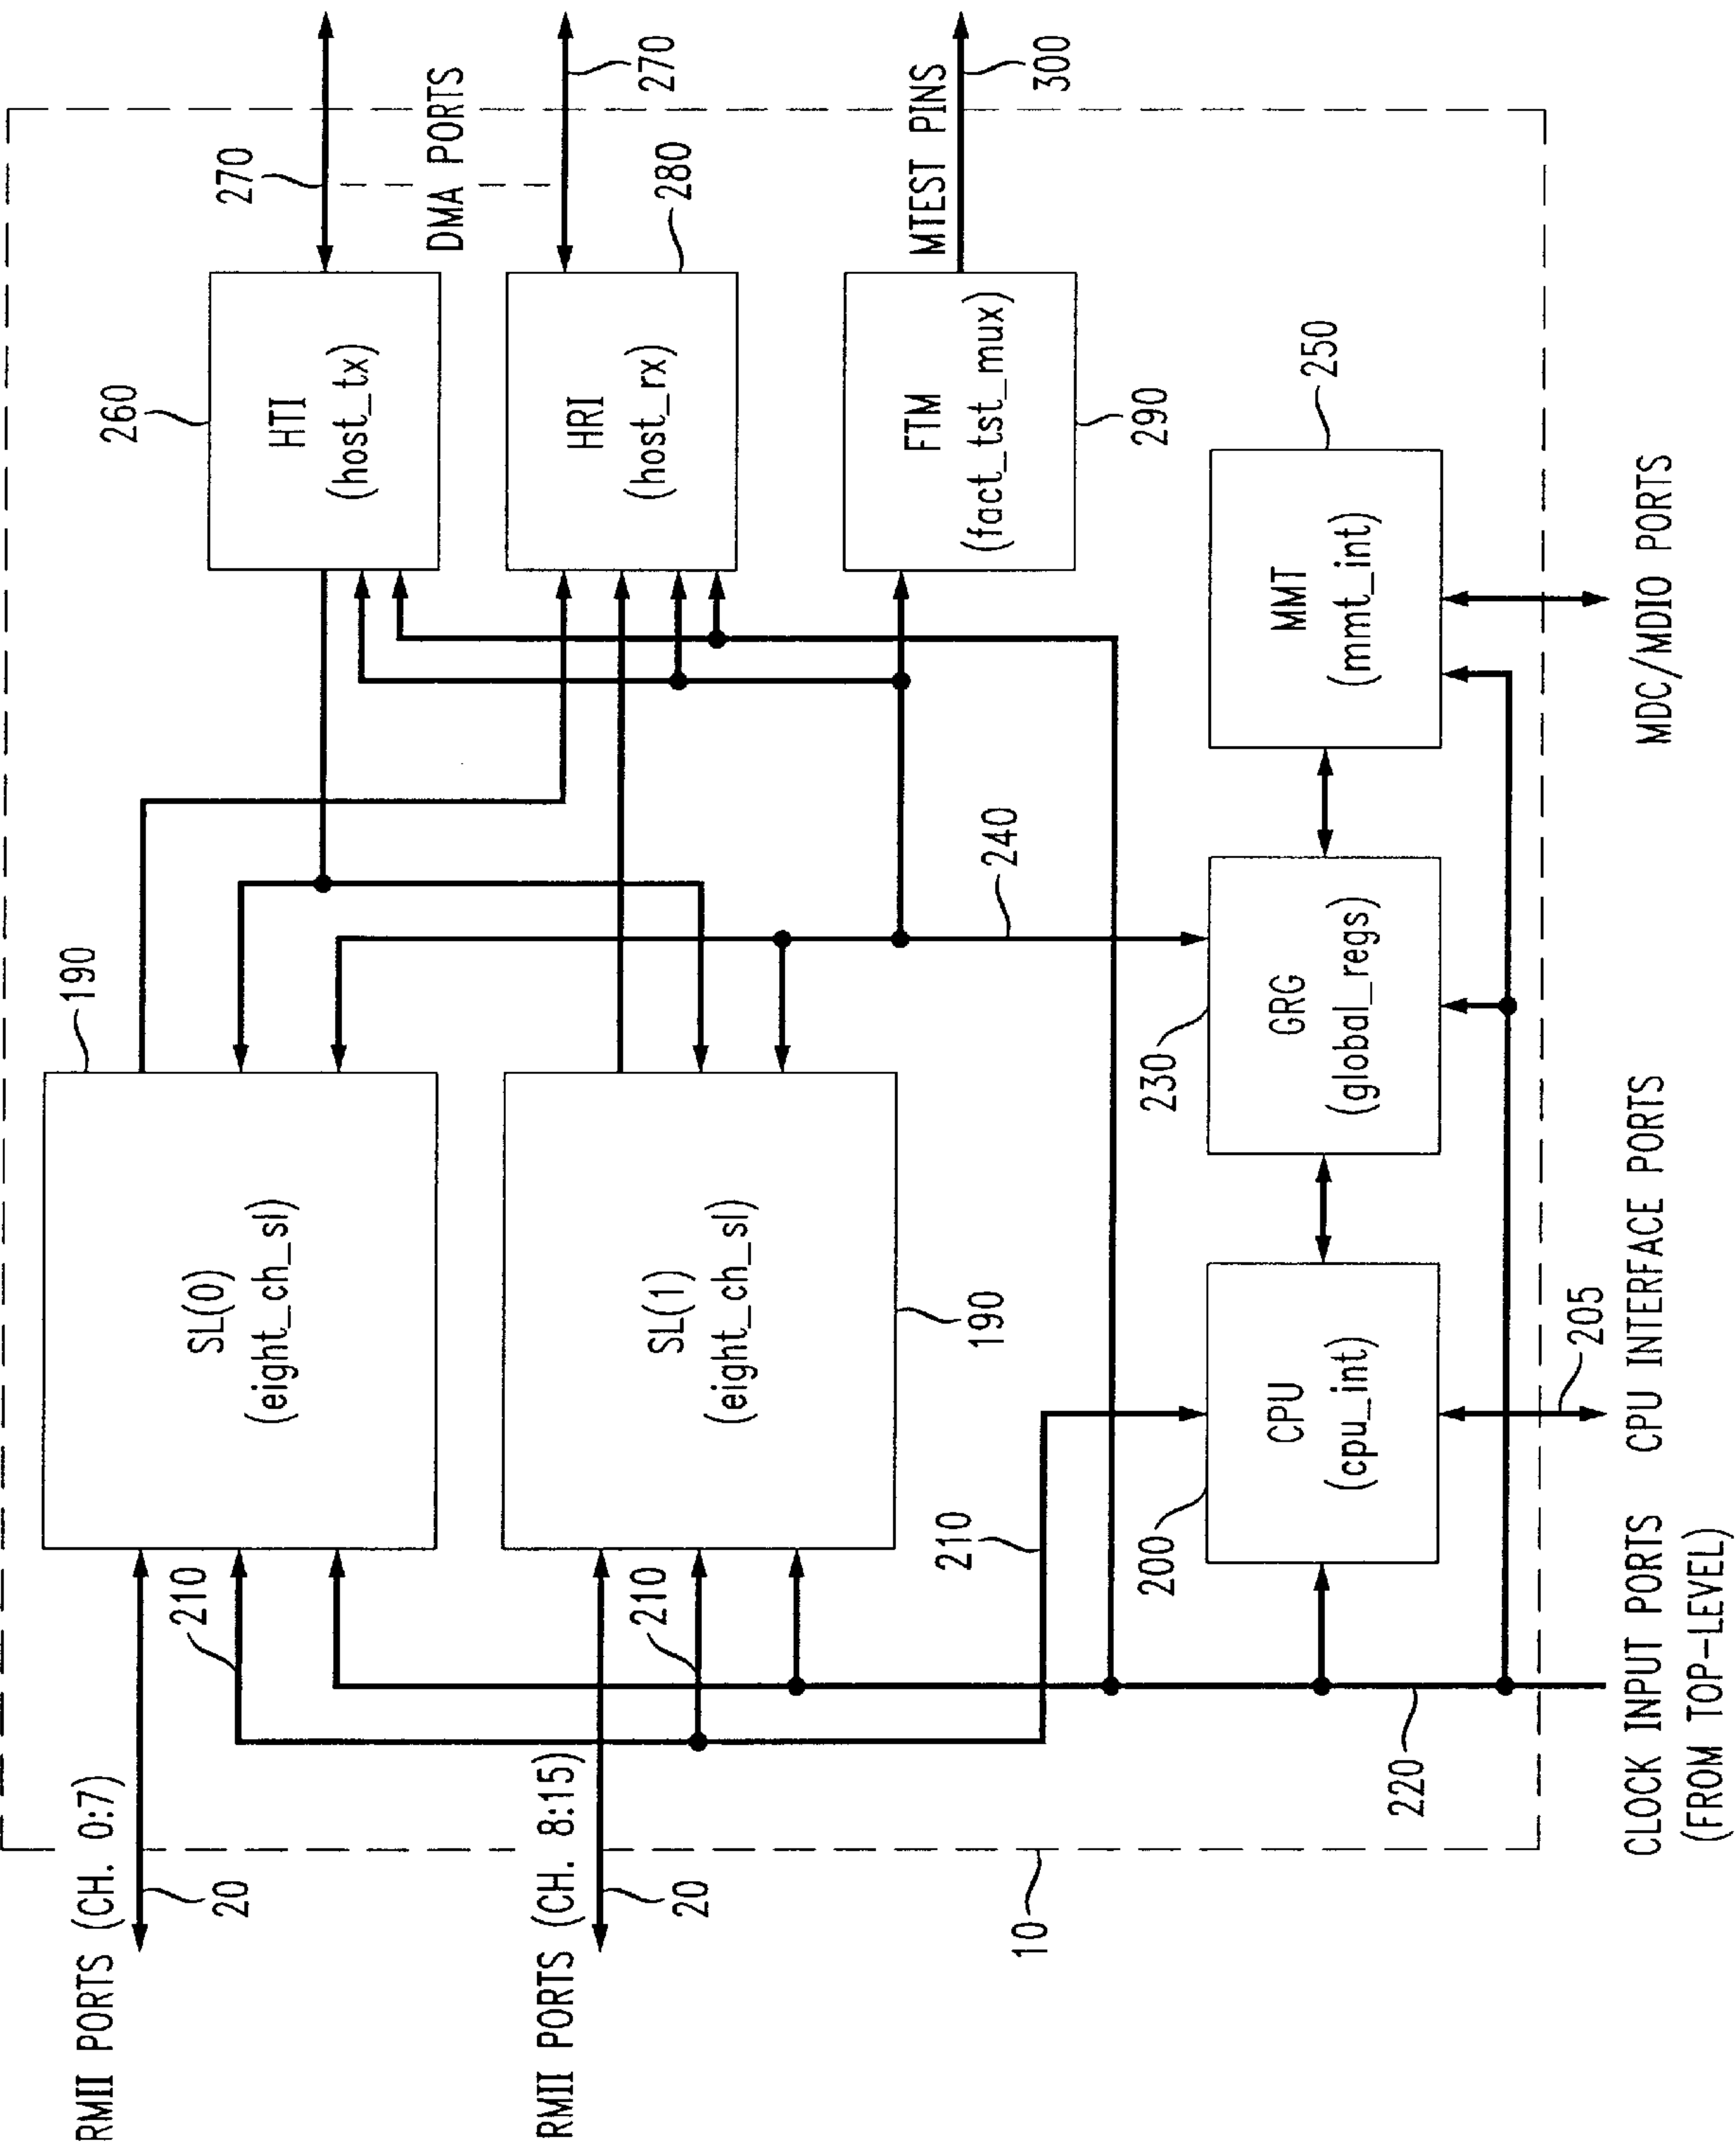 RMII PORTS (CH. 0:7)
20
210
190
SL(0)
(eight_ch_sl)
260
HTI
(host_tx)
270
DMA PORTS
270
RMII PORTS (CH. 8:15)
20
210
SL(1)
(eight_ch_sl)
190
HRI
(host_rx)
280
FTM
(fact_tst_mux)
290
MTEST PINS
300
10
210
240
200
CPU
(cpu_int)
230
GRG
(global_regs)
MMT
(mmt_int)
250
220
205
CLOCK INPUT PORTS
(FROM TOP-LEVEL)
CPU INTERFACE PORTS
MDC/MDIO PORTS